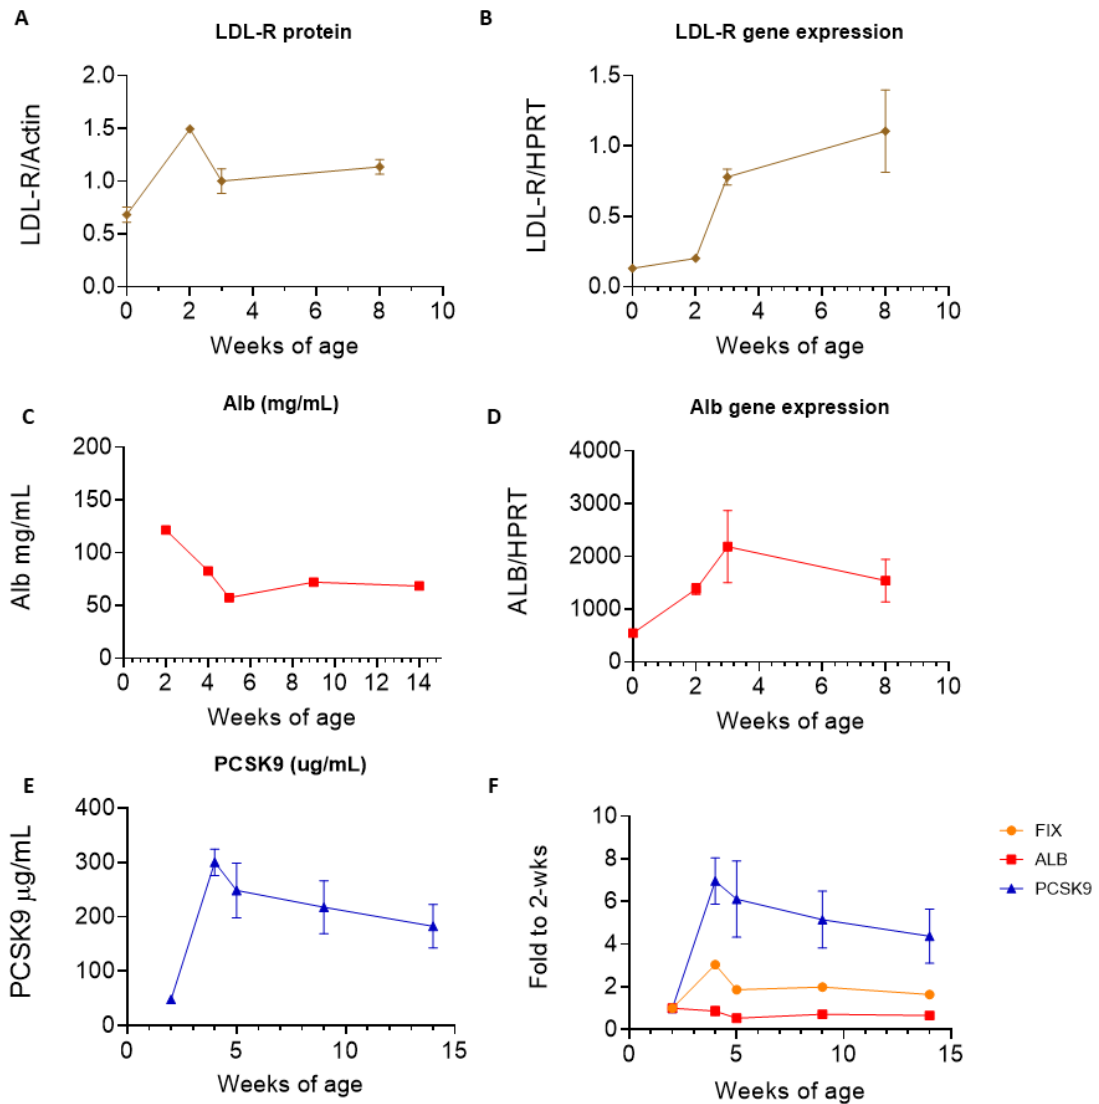 A
LDL-R protein
LDL-R/Actin
2.0
1.5
1.0
0.5
0.0
0 2 4 6 8 10
Weeks of age
B
LDL-R gene expression
LDL-R/HPRT
1.5
1.0
0.5
0.0
0 2 4 6 8 10
Weeks of age
C
Alb (mg/mL)
Alb mg/mL
200
150
100
50
0
0 2 4 6 8 10 12 14
Weeks of age
D
Alb gene expression
ALB/HPRT
4000
3000
2000
1000
0
0 2 4 6 8 10
Weeks of age
E
PCSK9 (ug/mL)
PCSK9 µg/mL
400
300
200
100
0
0 5 10 15
Weeks of age
F
Fold to 2-wks
10
8
6
4
2
0
0 5 10 15
Weeks of age
FIX
ALB
PCSK9